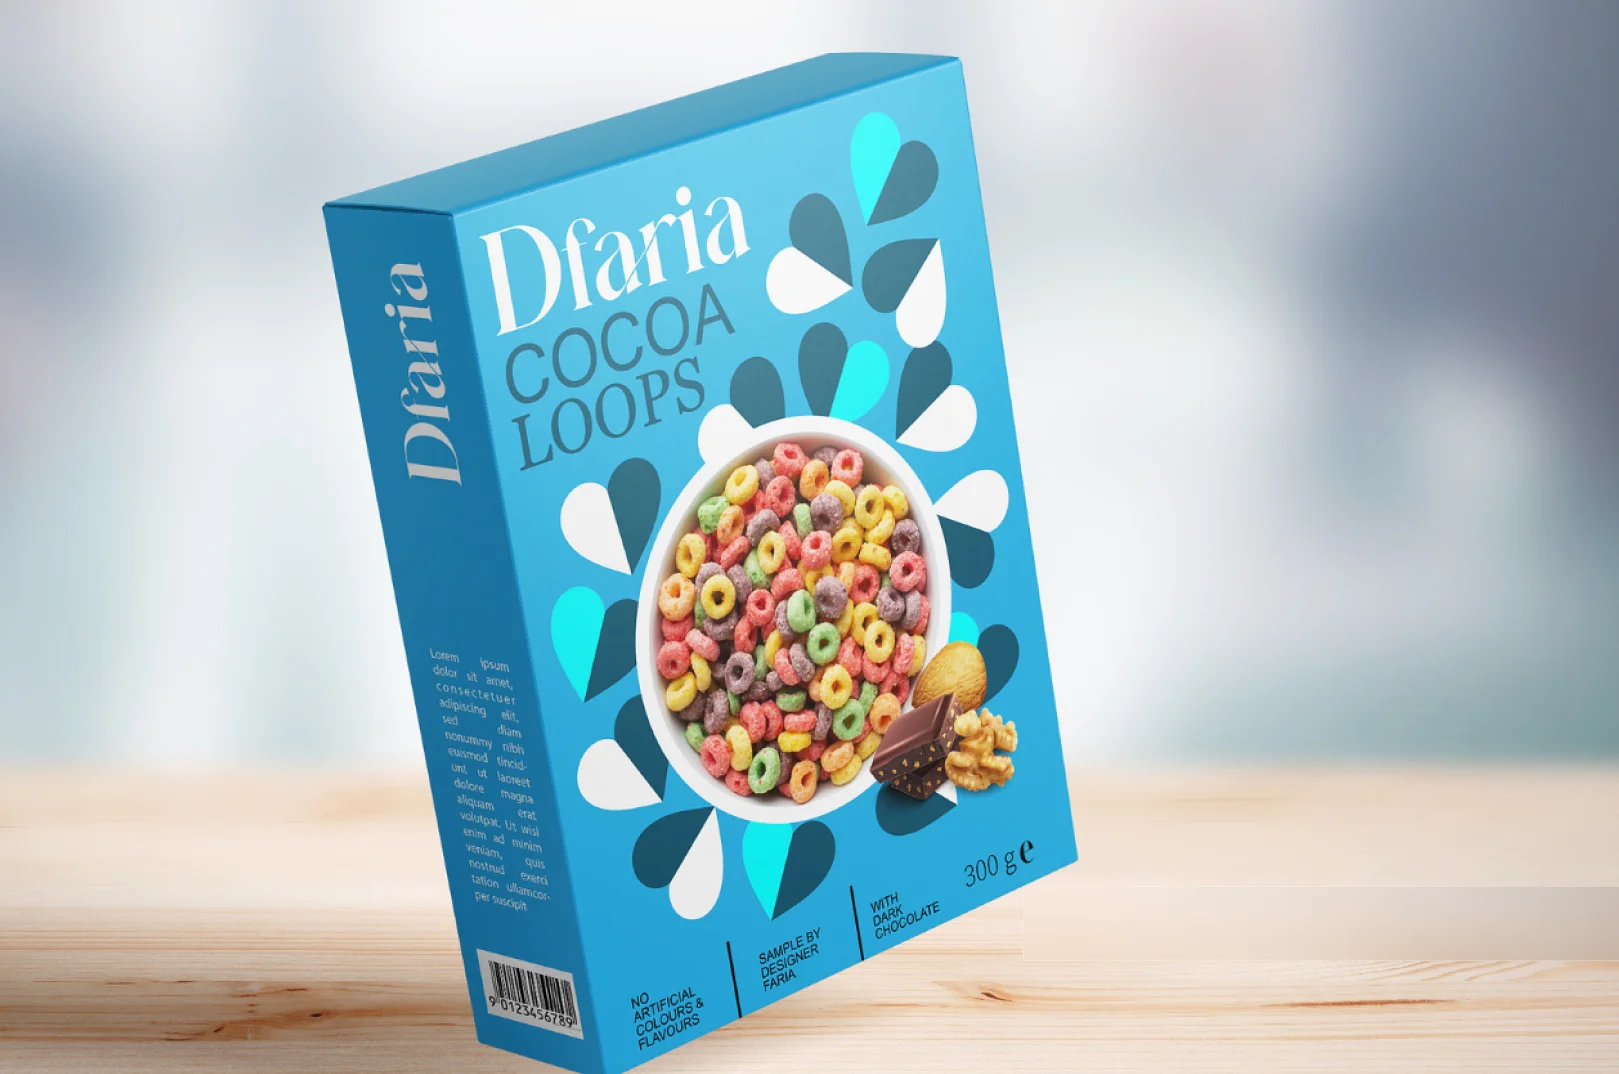 Dfaria
COCOA
LOOPS
300 g e
NO
ARTIFICIAL
COLOURS &
FLAVOURS
SAMPLE BY
DESIGNER
FARIA
WITH
DARK
CHOCOLATE
Dfaria
Lorem ipsum
dolor sit amet,
consectetuer
adipiscing elit,
sed diam
nonummy nibh
euismod tincid-
unt ut laoreet
dolore magna
aliquam erat
volutpat. Ut wisi
enim ad minim
veniam, quis
nostrud exerci
tation ullamcor-
per suscipit
9 0123456789